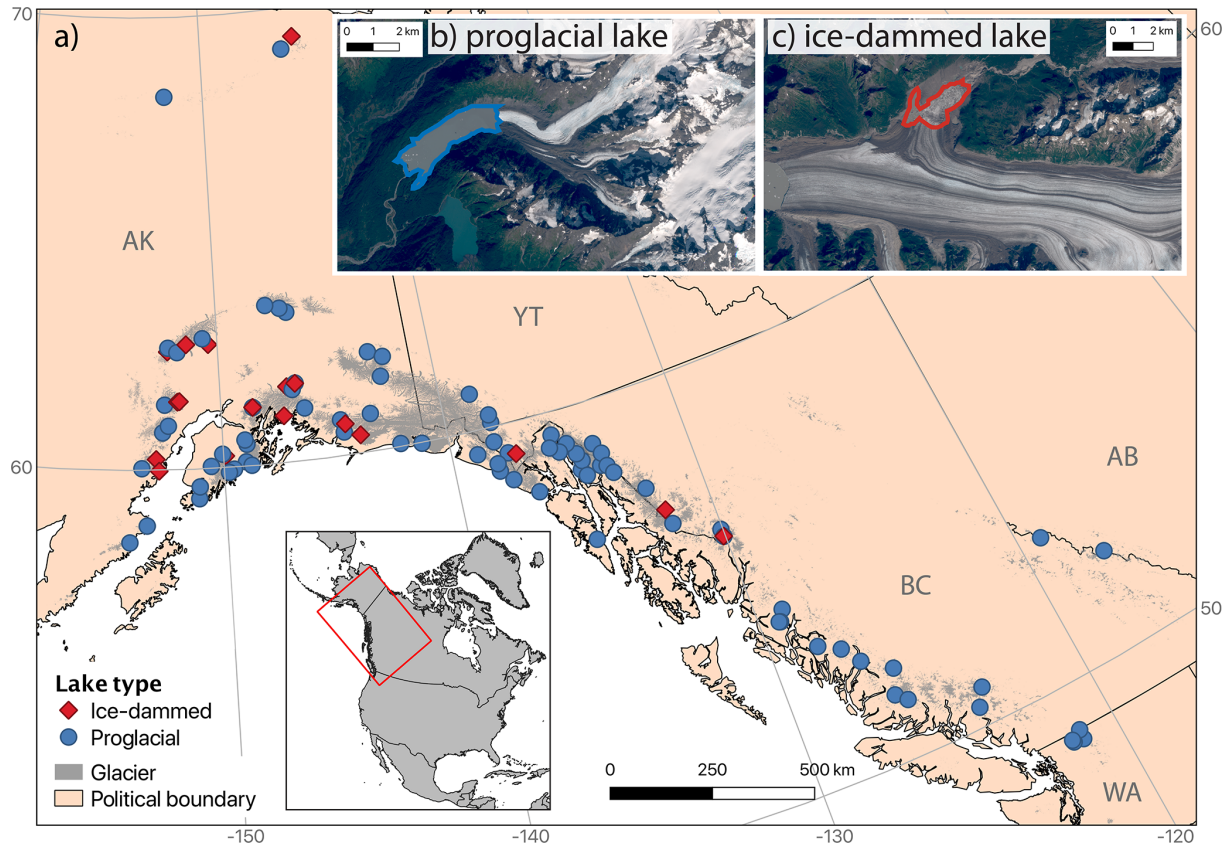 70
a)
0 1 2 km
b) proglacial lake
c) ice-dammed lake
0 1 2 km
60
AK
YT
60
AB
BC
50
WA
Lake type
Ice-dammed
Proglacial
Glacier
Political boundary
0 250 500 km
-150 -140 -130 -120